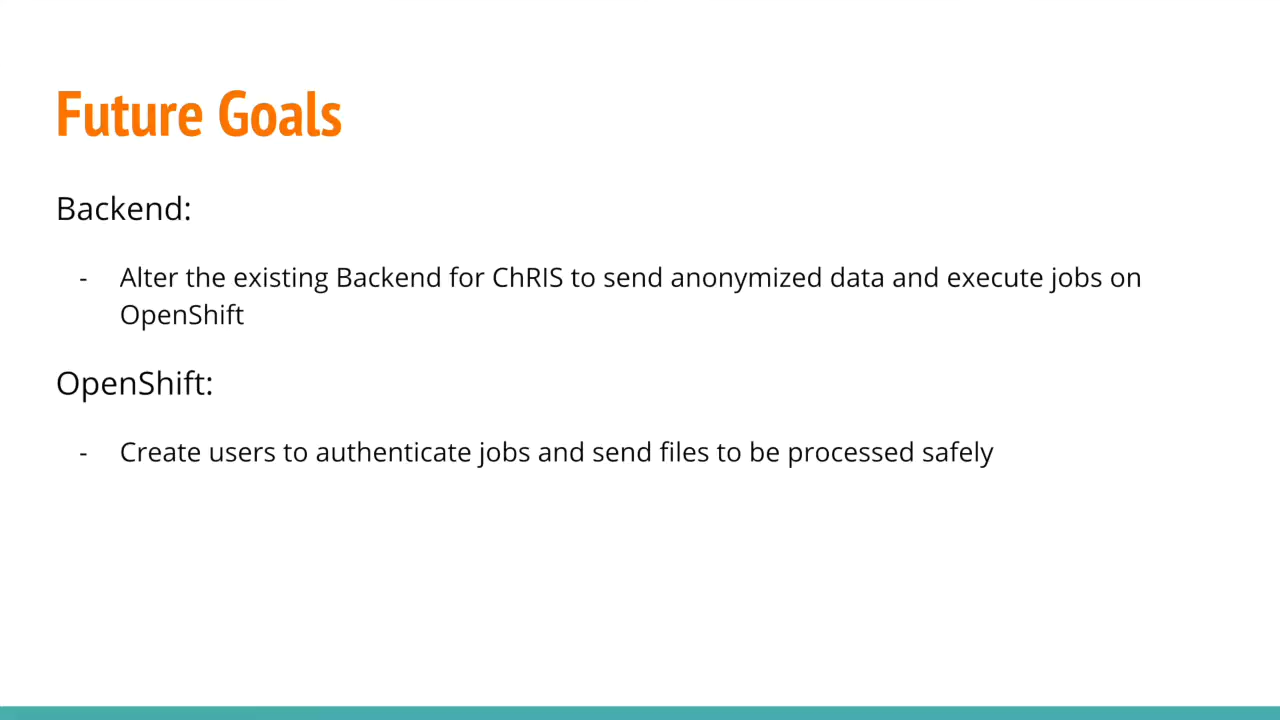 Future Goals
Backend:
- Alter the existing Backend for ChRIS to send anonymized data and execute jobs on
OpenShift
OpenShift:
- Create users to authenticate jobs and send files to be processed safely